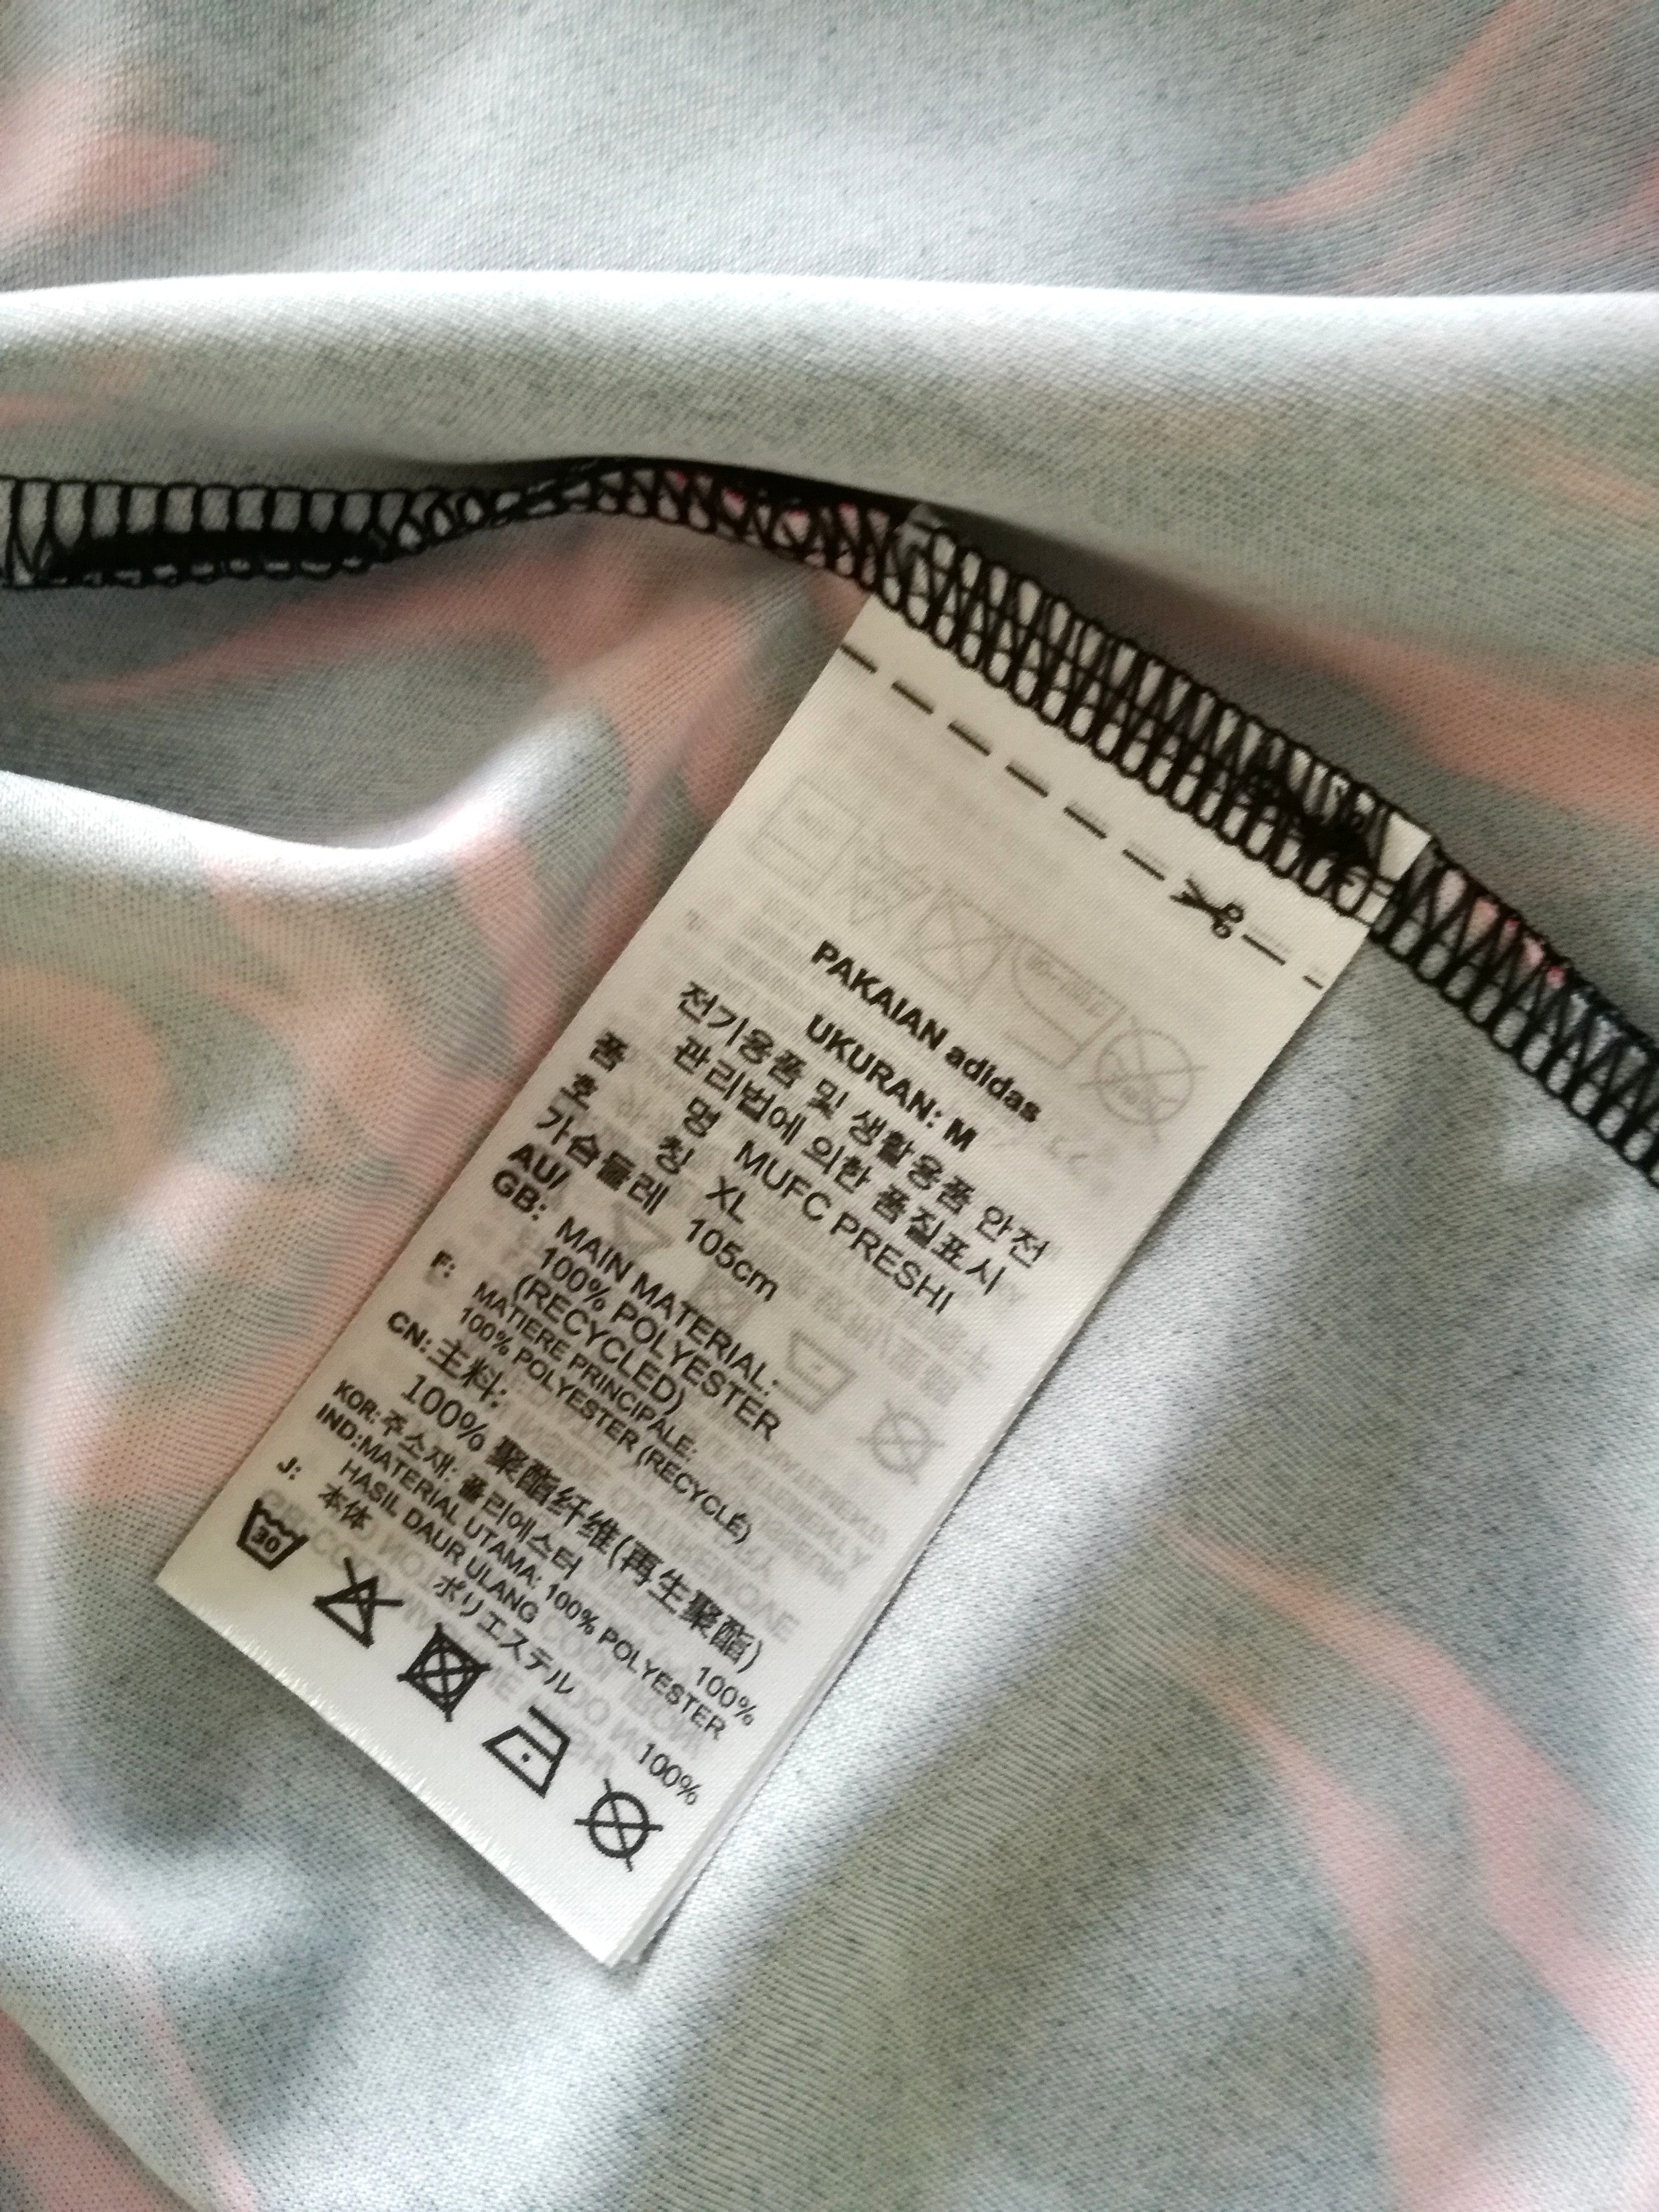 PAKAIAN adidas
UKURAN: M
전기용품 및 생활용품 안전
관리법에 의한 품질표시
품 명 MUFC PRESHI
호 칭 XL
가슴둘레 105cm
AU/
GB: MAIN MATERIAL:
100% POLYESTER
(RECYCLED)
F: MATIERE PRINCIPALE:
100% POLYESTER (RECYCLÉ)
CN: 主料:
100% 聚酯纤维(再生聚酯)
KOR: 주소재: 폴리에스터 100%
IND:MATERIAL UTAMA: 100% POLYESTER
HASIL DAUR ULANG
J: 本体 ポリエステル 100%
30